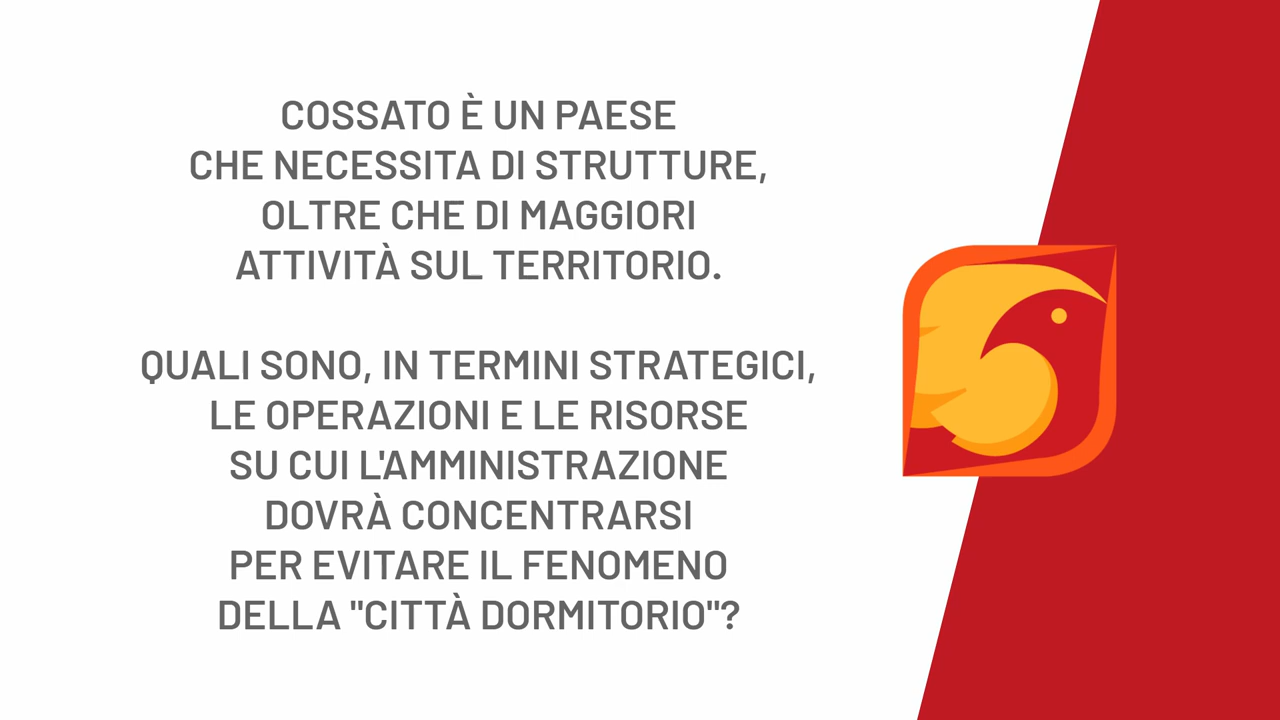 COSSATO È UN PAESE
CHE NECESSITA DI STRUTTURE,
OLTRE CHE DI MAGGIORI
ATTIVITÀ SUL TERRITORIO.
QUALI SONO, IN TERMINI STRATEGICI,
LE OPERAZIONI E LE RISORSE
SU CUI L'AMMINISTRAZIONE
DOVRÀ CONCENTRARSI
PER EVITARE IL FENOMENO
DELLA "CITTÀ DORMITORIO"?